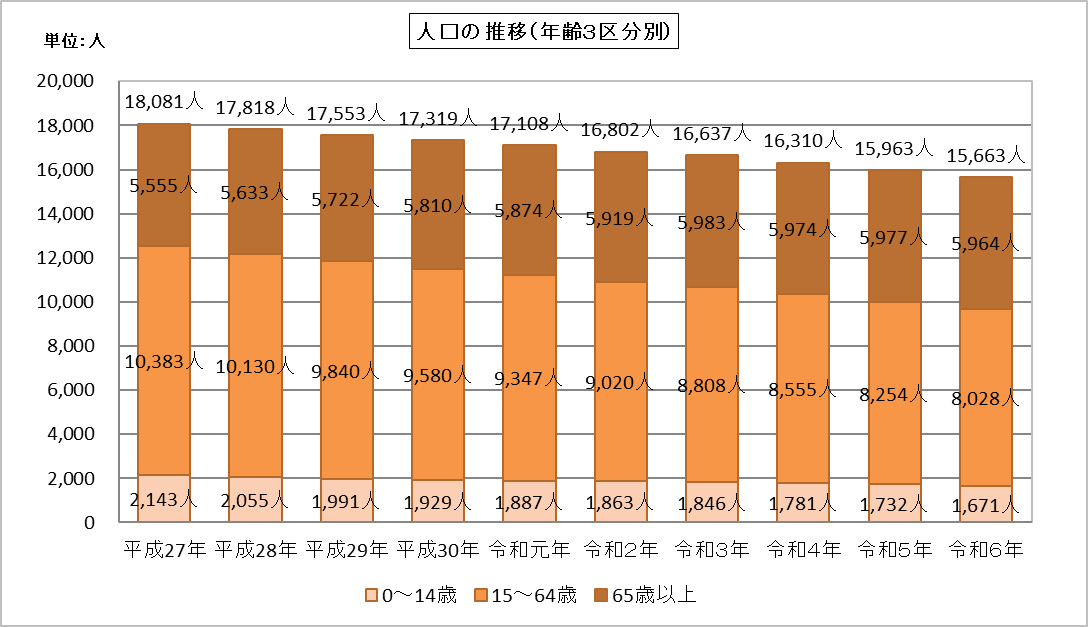 人口の推移(年齢3区分別)
単位:人
20,000
18,000
16,000
14,000
12,000
10,000
8,000
6,000
4,000
2,000
0
18,081人 17,818人 17,553人 17,319人 17,108人 16,802人 16,637人 16,310人 15,963人 15,663人
5,555人 5,633人 5,722人 5,810人 5,874人 5,919人 5,983人 5,974人 5,977人 5,964人
10,383人 10,130人 9,840人 9,580人 9,347人 9,020人 8,808人 8,555人 8,254人 8,028人
2,143人 2,055人 1,991人 1,929人 1,887人 1,863人 1,846人 1,781人 1,732人 1,671人
平成27年 平成28年 平成29年 平成30年 令和元年 令和2年 令和3年 令和4年 令和5年 令和6年
0～14歳 15～64歳 65歳以上